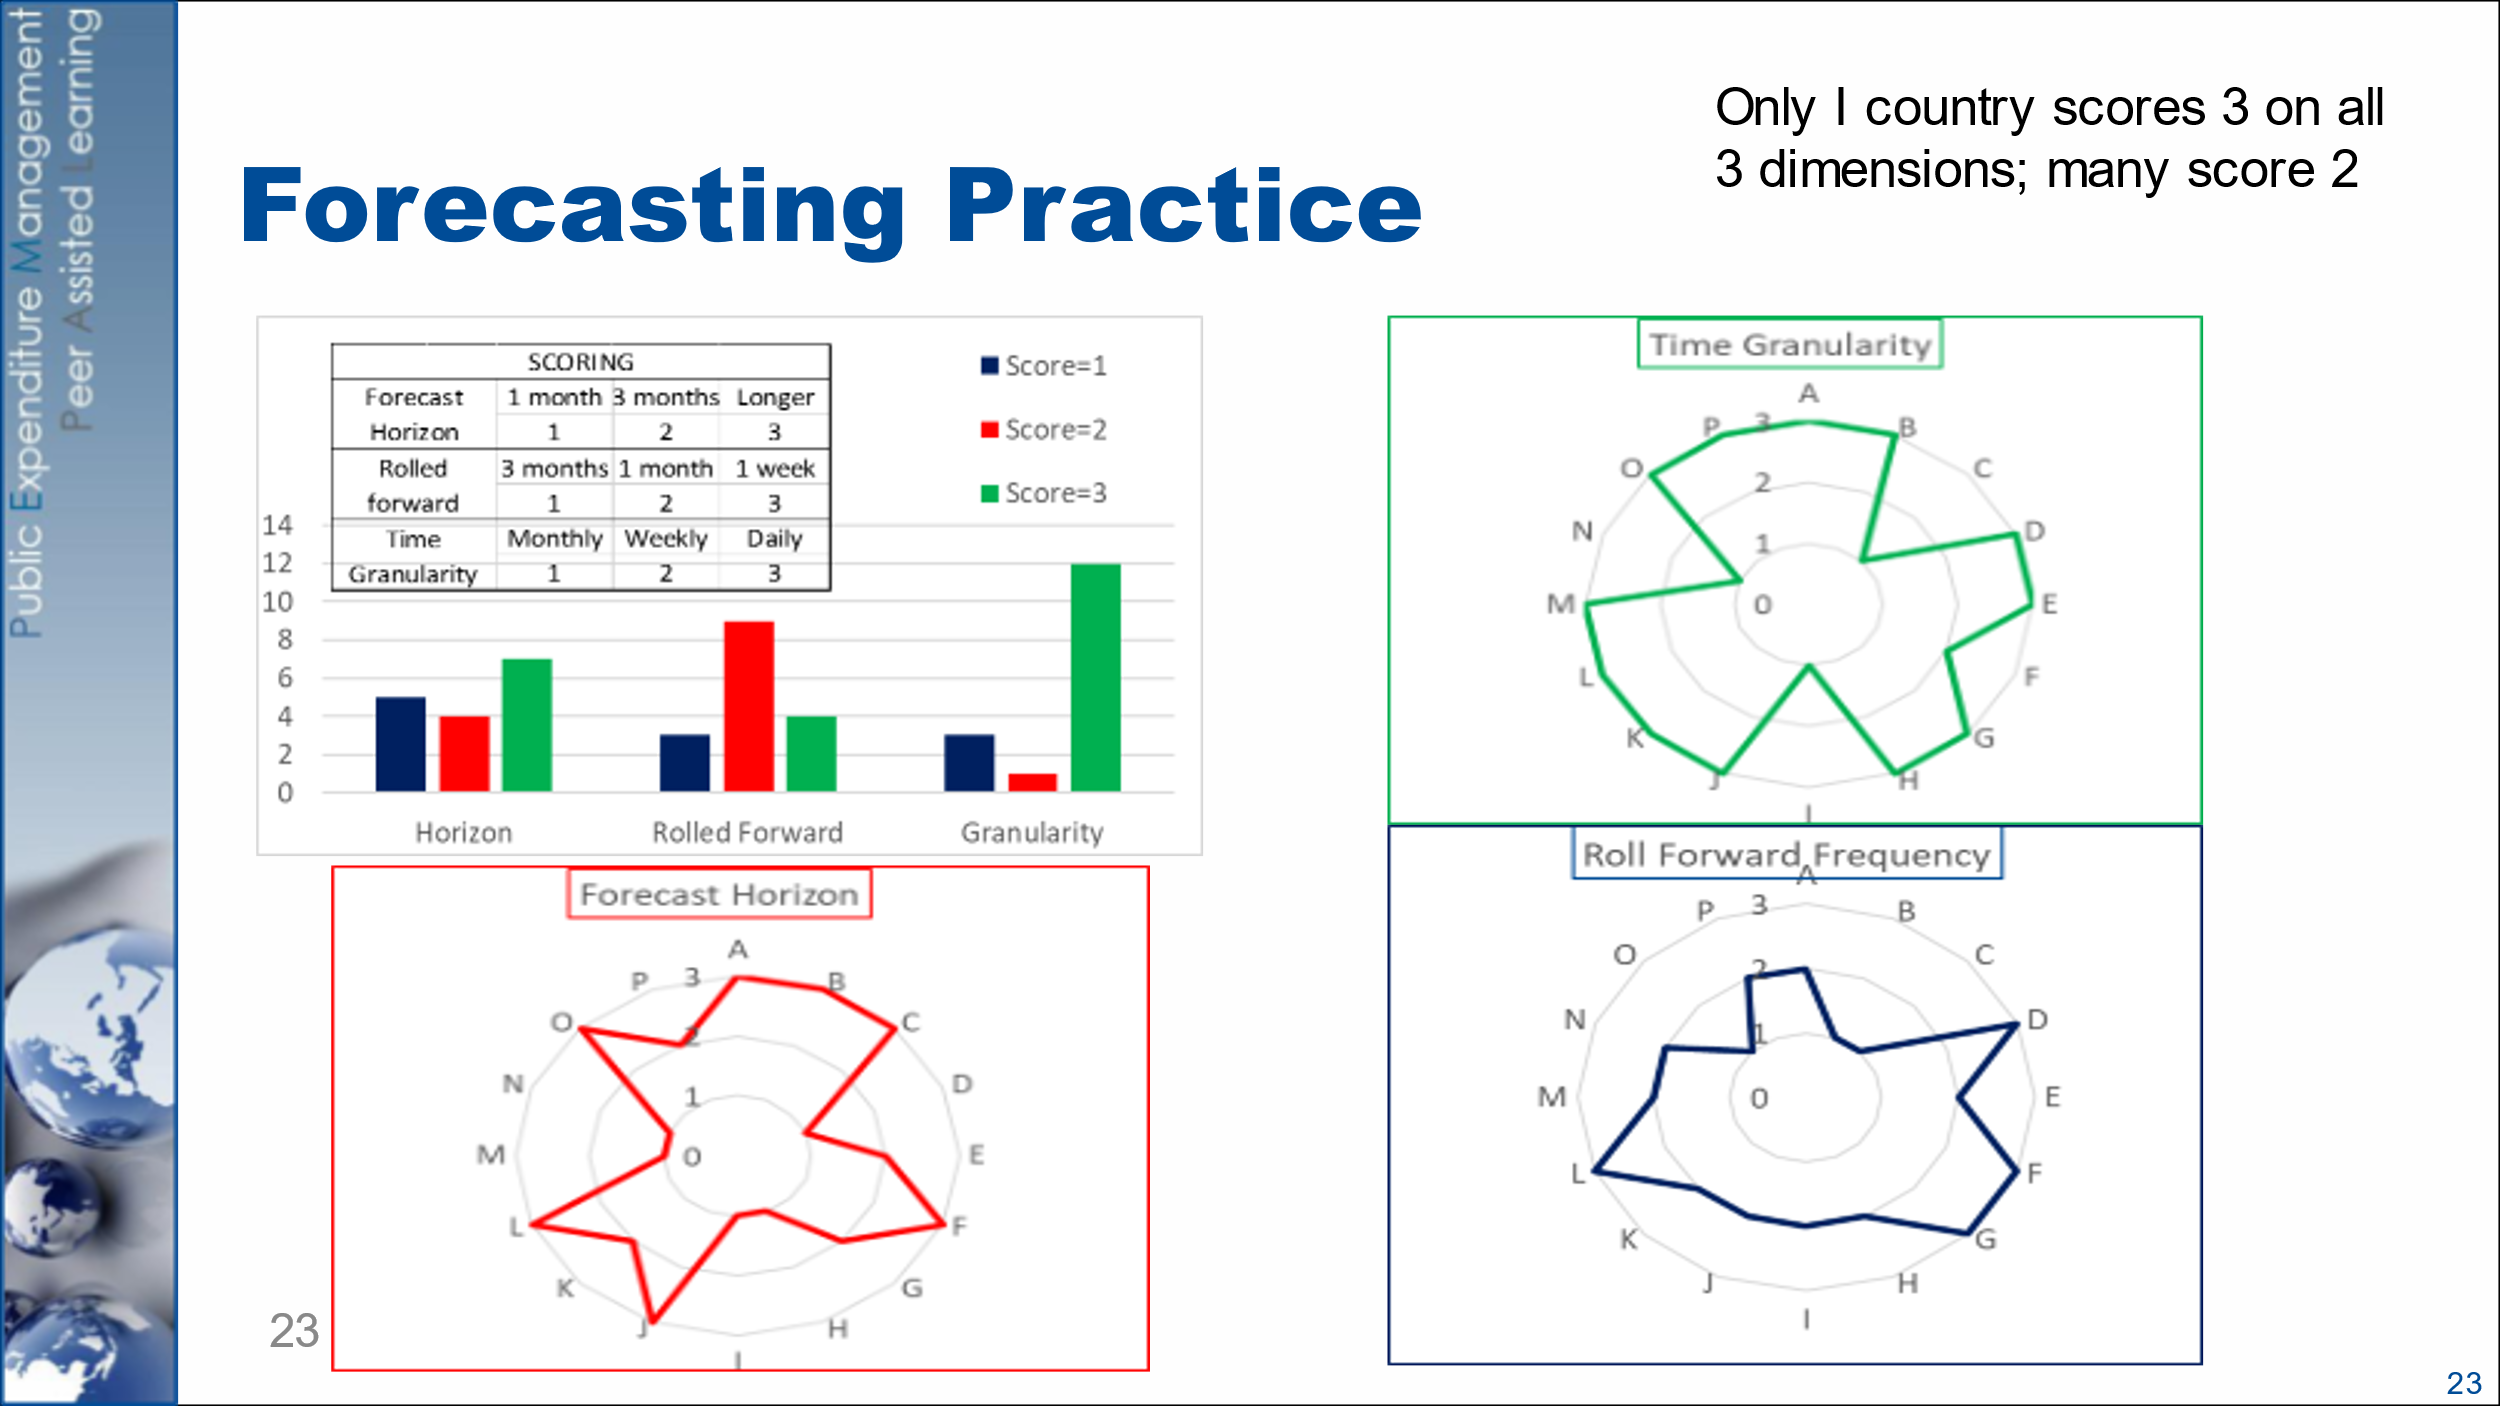 Public Expenditure Management
Peer Assisted Learning
Only I country scores 3 on all
3 dimensions; many score 2
Forecasting Practice
SCORING
Forecast Horizon 1 month 3 months Longer
1 2 3
Rolled forward 3 months 1 month 1 week
1 2 3
Time Granularity Monthly Weekly Daily
1 2 3
Score=1
Score=2
Score=3
14
12
10
8
6
4
2
0
Horizon Rolled Forward Granularity
Time Granularity
A
B
C
D
E
F
G
H
I
J
K
L
M
N
O
P
3
2
1
0
Forecast Horizon
A
B
C
D
E
F
G
H
I
J
K
L
M
N
O
P
3
2
1
0
Roll Forward Frequency
A
B
C
D
E
F
G
H
I
J
K
L
M
N
O
P
3
2
1
0
23
23